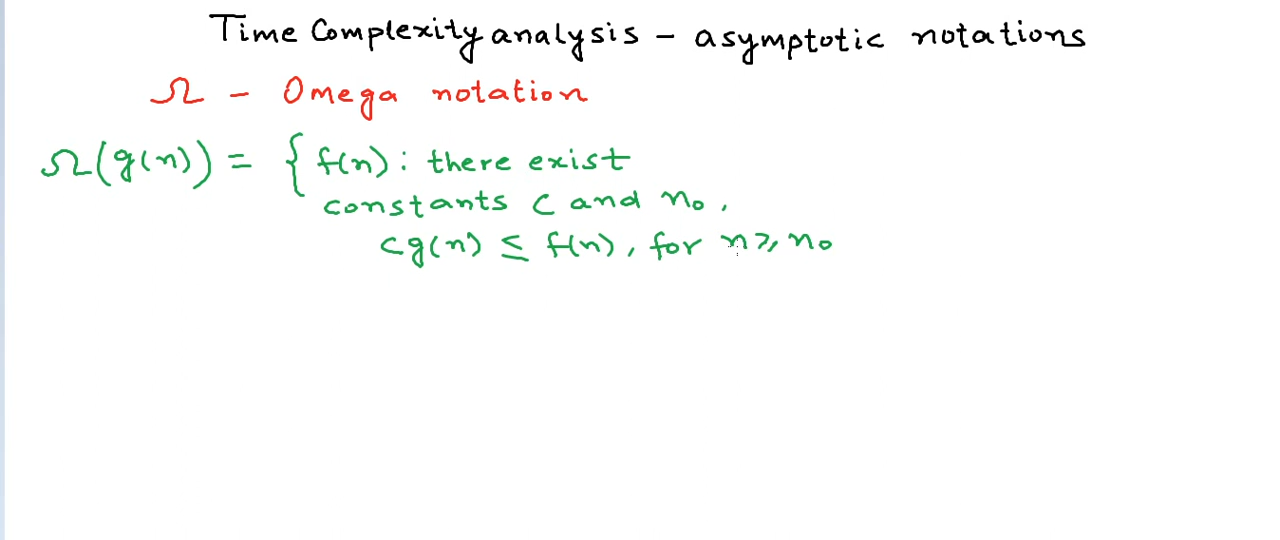 Time Complexity analysis - asymptotic notations
Ω - Omega notation
Ω(g(n)) = { f(n) : there exist
constants c and n₀,
cg(n) ≤ f(n), for n ≥ n₀